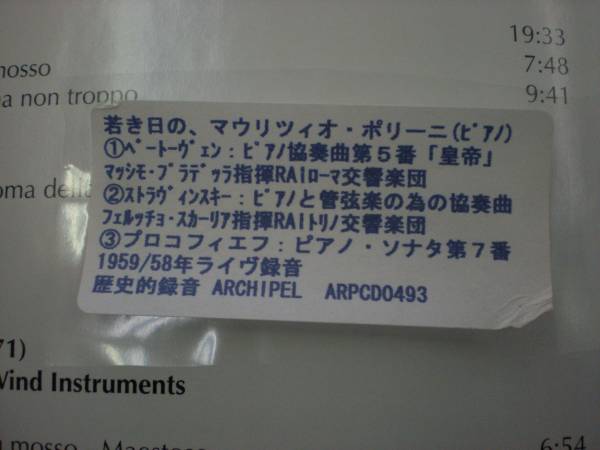 19:33
mosso 7:48
a non troppo 9:41
若き日の、マウリツィオ・ポリーニ(ﾋﾟｱﾉ)
①ﾍﾞｰﾄｰｳﾞｪﾝ:ﾋﾟｱﾉ協奏曲第5番「皇帝」
ﾏｯｼﾓ･ﾌﾟﾗﾃﾞｯﾗ指揮RAIﾛｰﾏ交響楽団
②ｽﾄﾗｳﾞｨﾝｽｷｰ:ﾋﾟｱﾉと管弦楽の為の協奏曲
ﾌｪﾙｯﾁｮ･ｽｶｰﾘｱ指揮RAIﾄﾘﾉ交響楽団
③プロコフィエフ:ピアノ・ソナタ第7番
1959/58年ライヴ録音
歴史的録音 ARCHIPEL ARPCD0493
oma della
71)
Wind Instruments
mosso 6:54